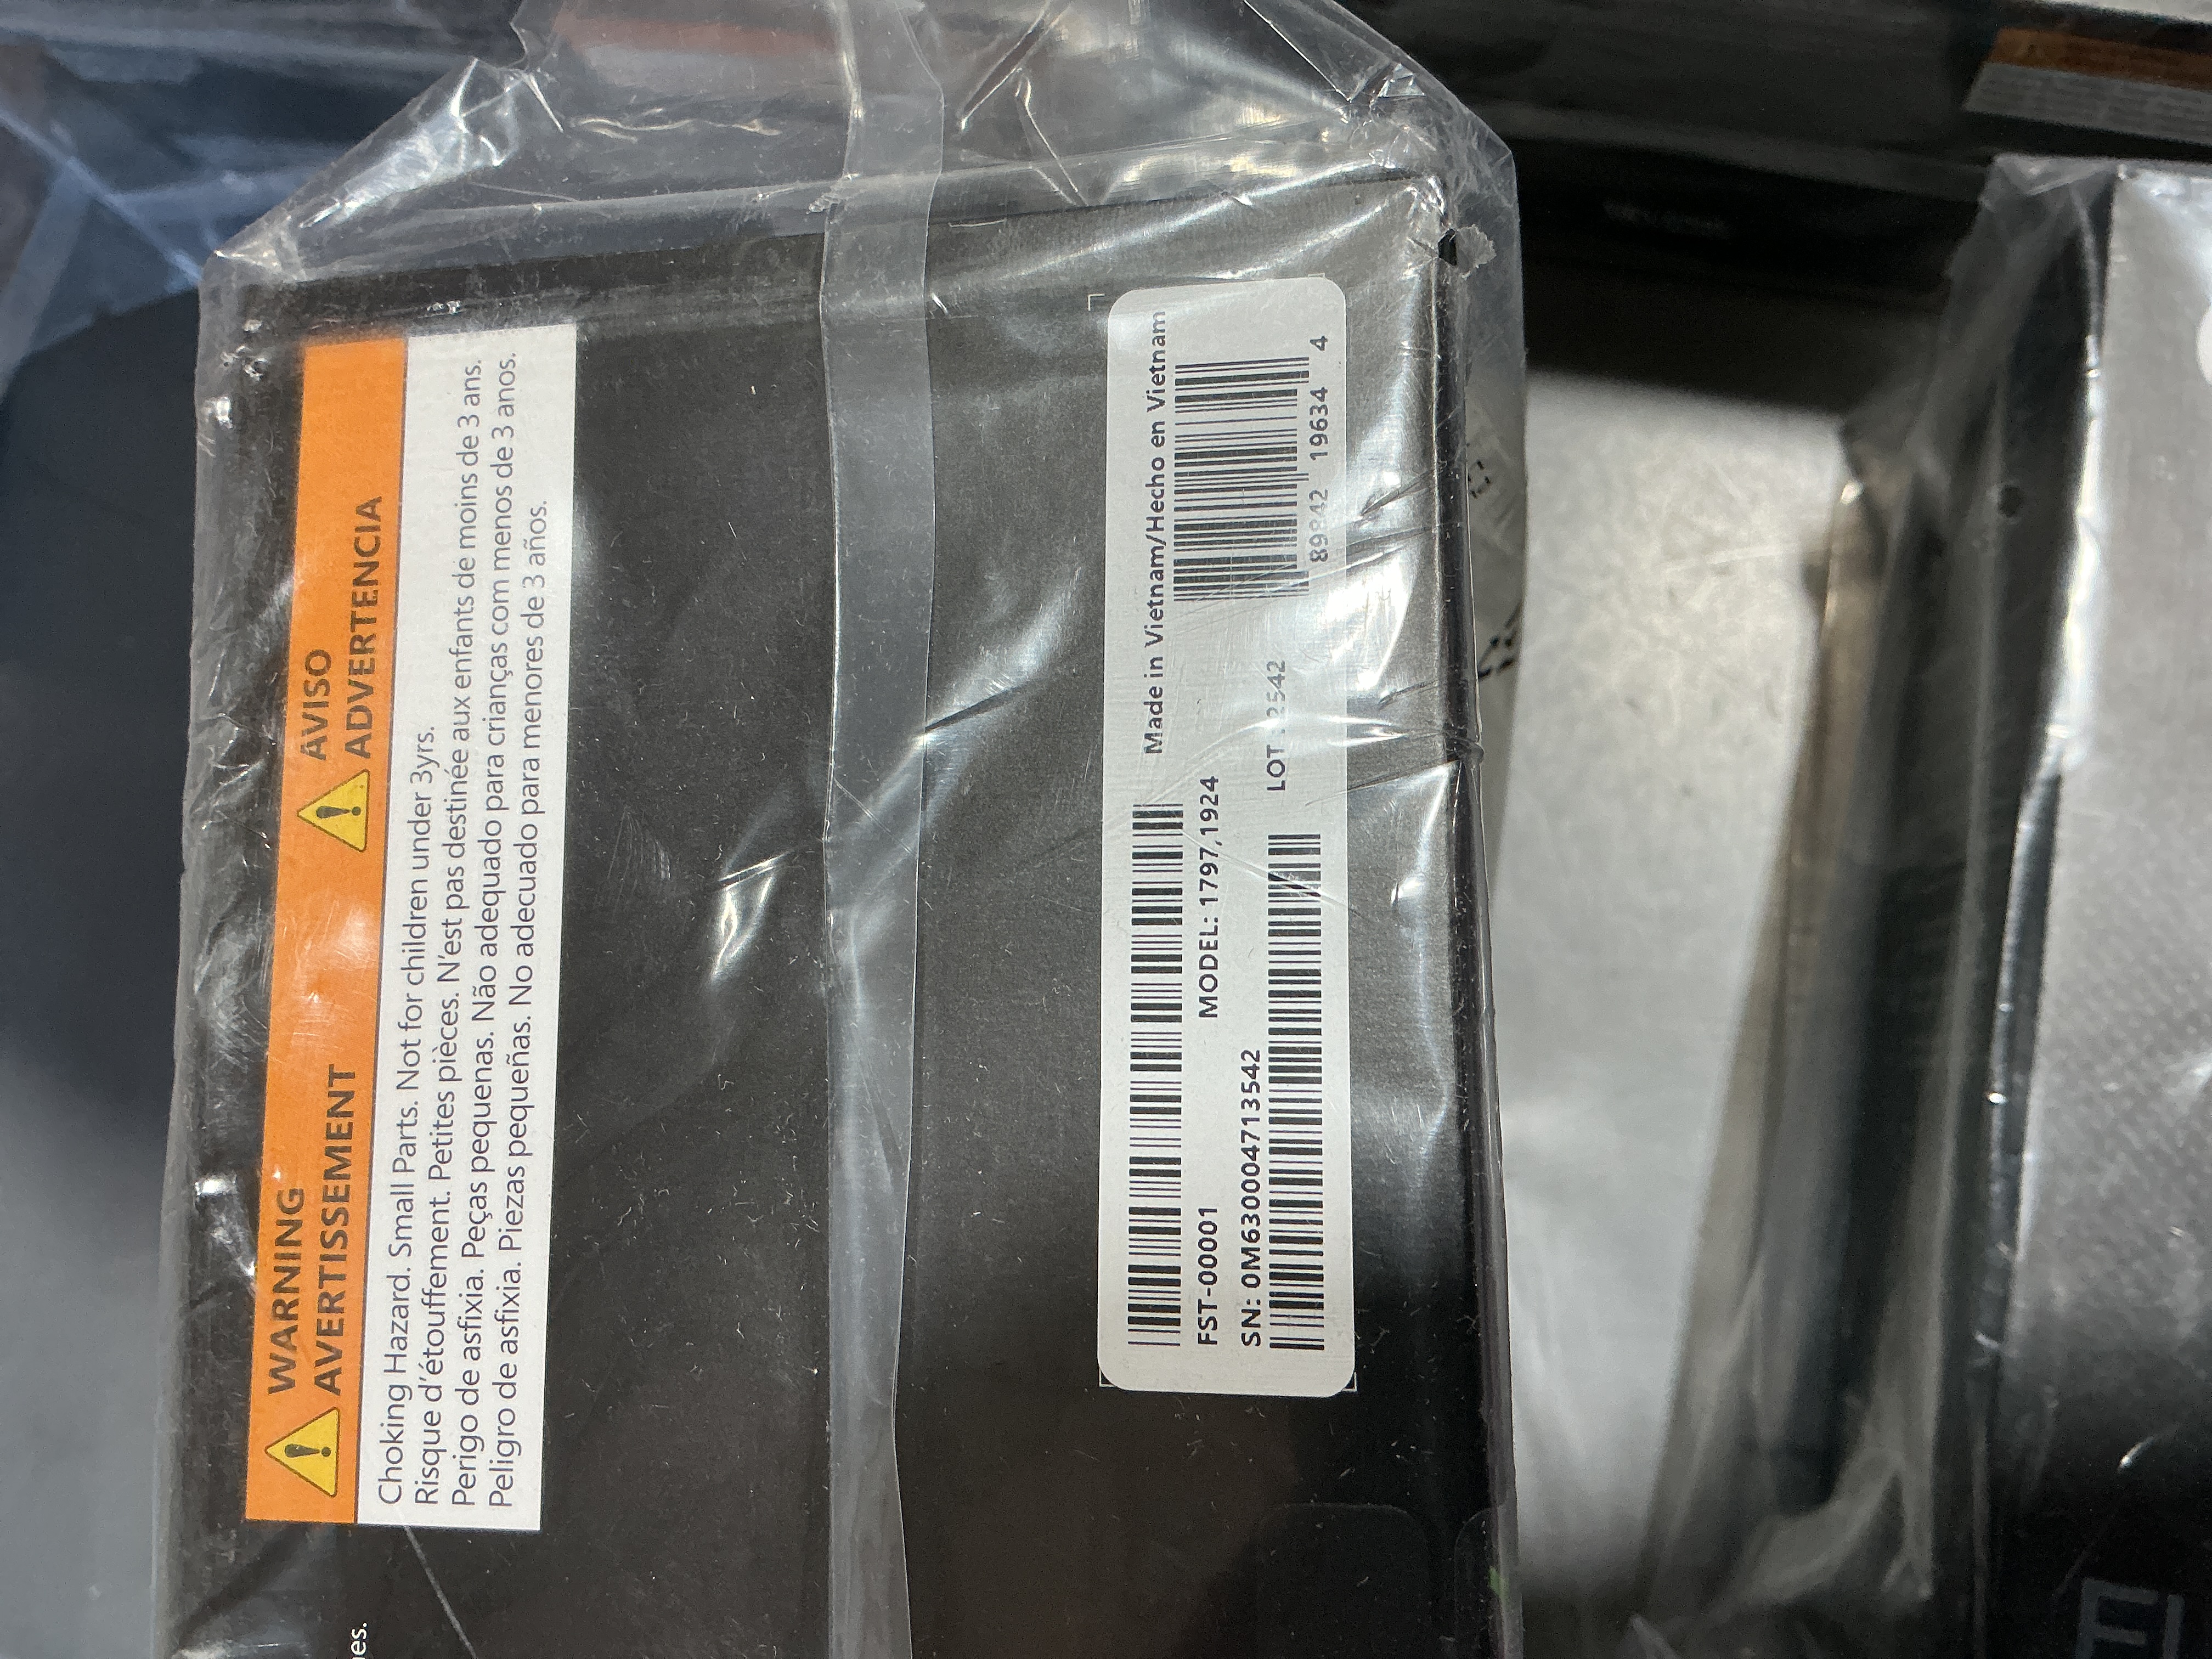 WARNING
AVERTISSEMENT
AVISO
ADVERTENCIA
Choking Hazard. Small Parts. Not for children under 3yrs.
Risque d'étouffement. Petites pièces. N'est pas destinée aux enfants de moins de 3 ans.
Perigo de asfixia. Peças pequenas. Não adequado para crianças com menos de 3 anos.
Peligro de asfixia. Piezas pequeñas. No adecuado para menores de 3 años.
Made in Vietnam/Hecho en Vietnam
FST-00001 MODEL: 1797,1924
SN: 0M630004713542
LOT
89842 19634 4
es.